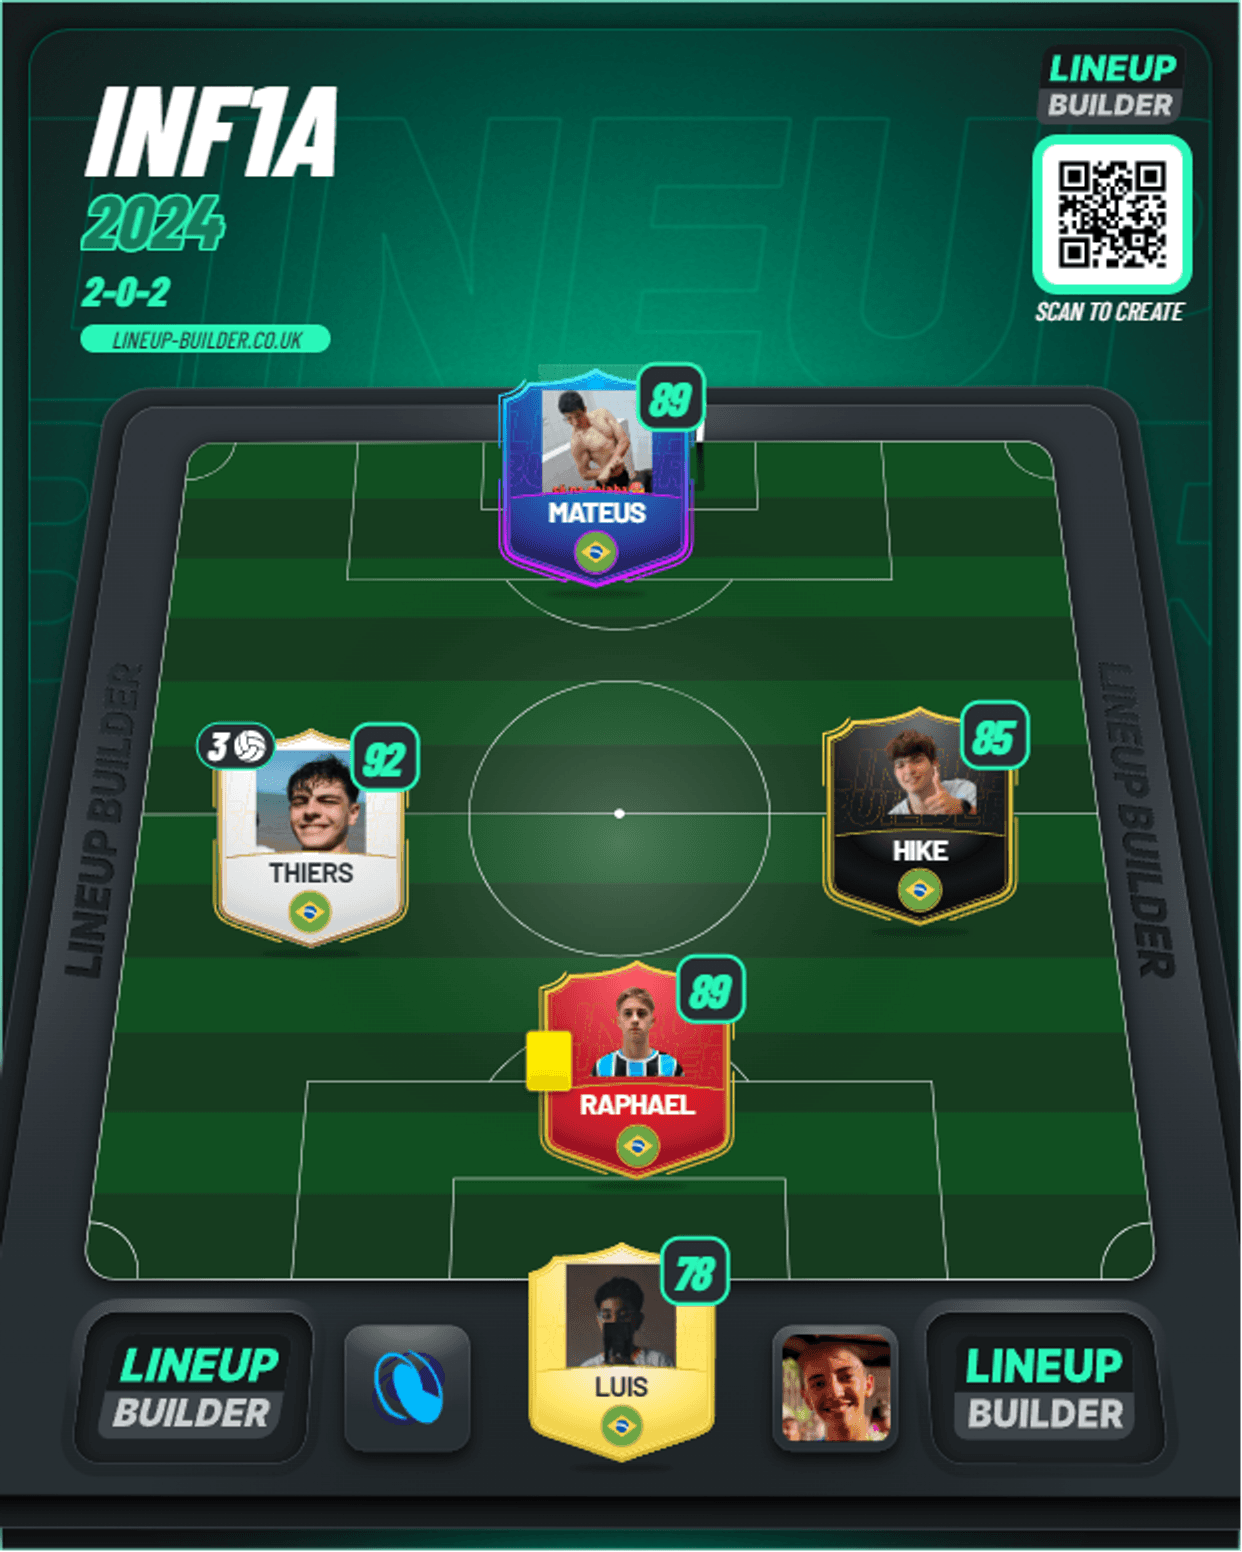 INF1A
2024
2-0-2
LINEUP-BUILDER.CO.UK
LINEUP
BUILDER
SCAN TO CREATE
89
MATEUS
3
92
THIERS
85
HIKE
89
RAPHAEL
78
LUIS
LINEUP BUILDER
LINEUP BUILDER
LINEUP
BUILDER
LINEUP
BUILDER